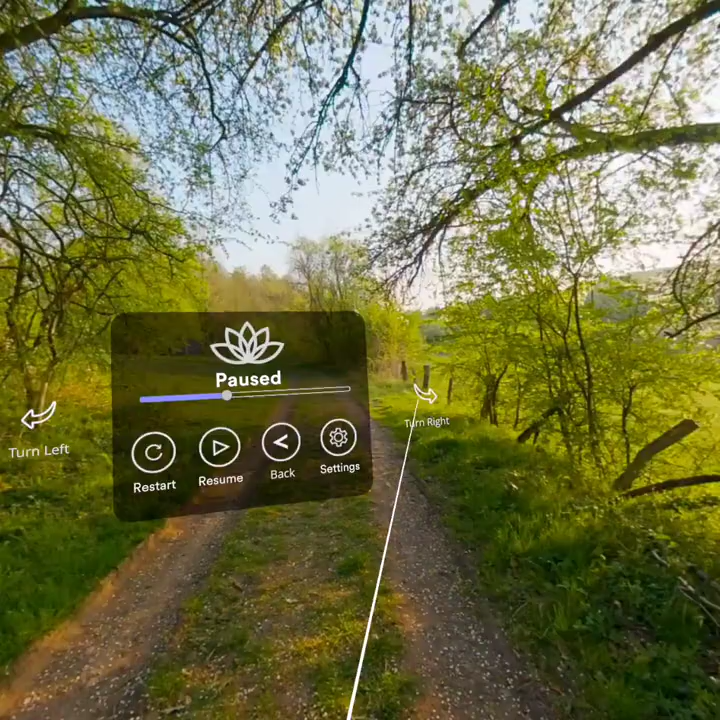 Paused
Turn Left
Turn Right
Restart
Resume
Back
Settings